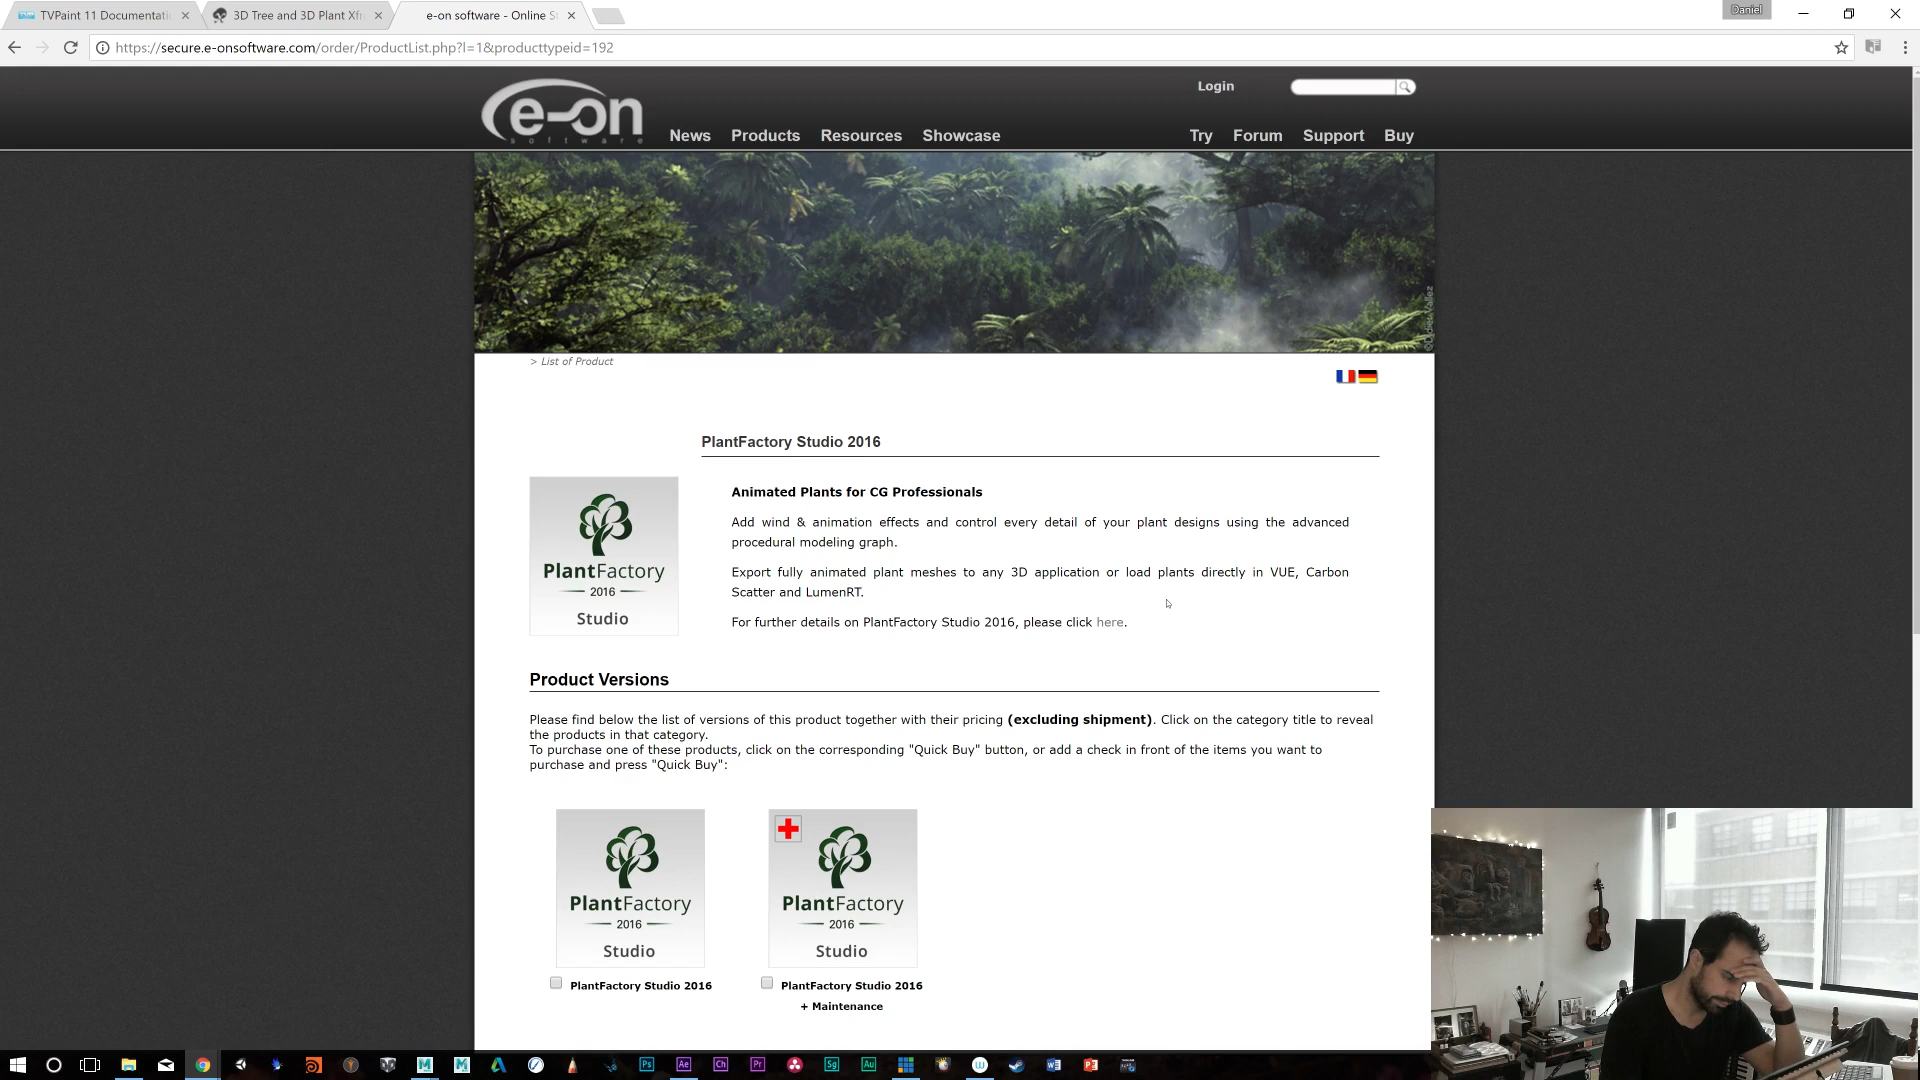 TVPaint 11 Documentati
3D Tree and 3D Plant Xfr
e-on software - Online S
Daniel
https://secure.e-onsoftware.com/order/ProductList.php?l=1&producttypeid=192
e-on
software
Login
News Products Resources Showcase
Try Forum Support Buy
> List of Product
PlantFactory Studio 2016
PlantFactory
2016
Studio
Animated Plants for CG Professionals
Add wind & animation effects and control every detail of your plant designs using the advanced
procedural modeling graph.
Export fully animated plant meshes to any 3D application or load plants directly in VUE, Carbon
Scatter and LumenRT.
For further details on PlantFactory Studio 2016, please click here.
Product Versions
Please find below the list of versions of this product together with their pricing (excluding shipment). Click on the category title to reveal
the products in that category.
To purchase one of these products, click on the corresponding "Quick Buy" button, or add a check in front of the items you want to
purchase and press "Quick Buy":
PlantFactory
2016
Studio
PlantFactory Studio 2016
PlantFactory
2016
Studio
PlantFactory Studio 2016
+ Maintenance
Ps
Ae
Ch
Pr
Sg
Au